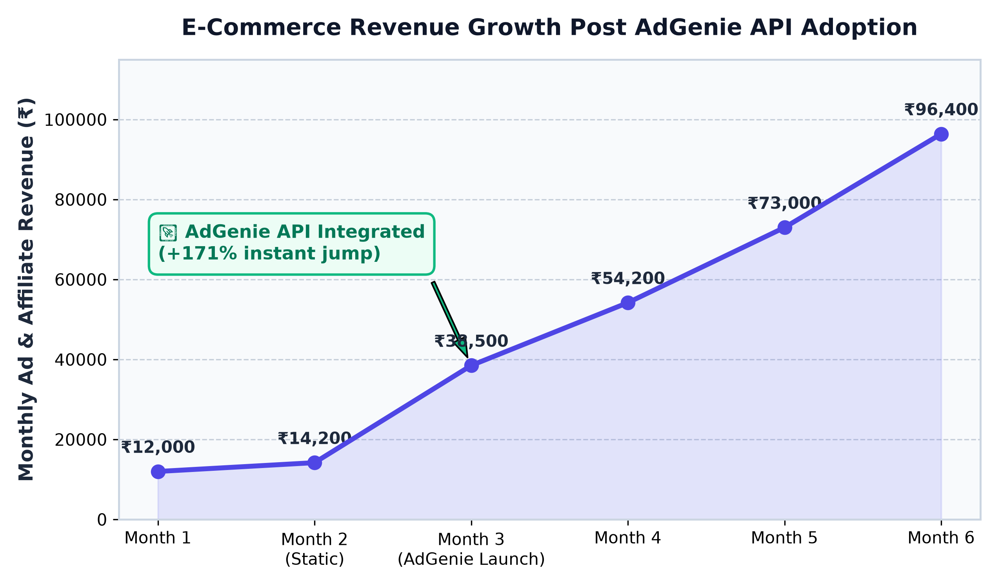 E-Commerce Revenue Growth Post AdGenie API Adoption
Monthly Ad & Affiliate Revenue (₹)
100000
80000
60000
40000
20000
0
₹12,000
₹14,200
₹38,500
₹54,200
₹73,000
₹96,400
AdGenie API Integrated
(+171% instant jump)
Month 1
Month 2
(Static)
Month 3
(AdGenie Launch)
Month 4
Month 5
Month 6